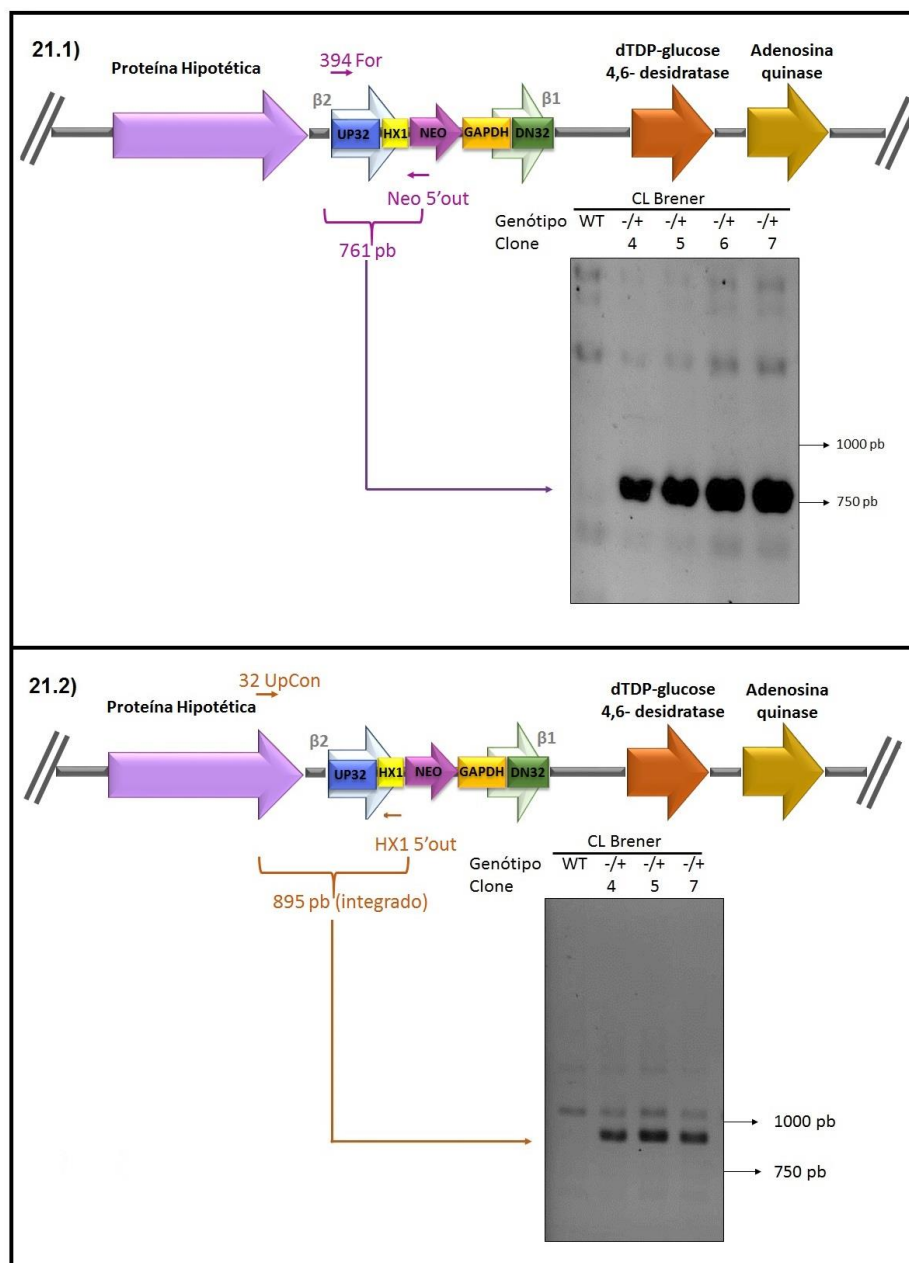 21.1)
394 For
Proteína Hipotética
dTDP-glucose
4,6- desidratase
Adenosina
quinase
β2
β1
UP32
HX1
NEO
GAPDH
DN32
Neo 5'out
761 pb
CL Brener
Genótipo WT -/+ -/+ -/+ -/+
Clone 4 5 6 7
1000 pb
750 pb
21.2)
32 UpCon
Proteína Hipotética
dTDP-glucose
4,6- desidratase
Adenosina
quinase
β2
β1
UP32
HX1
NEO
GAPDH
DN32
HX1 5'out
895 pb (integrado)
CL Brener
Genótipo WT -/+ -/+ -/+
Clone 4 5 7
1000 pb
750 pb